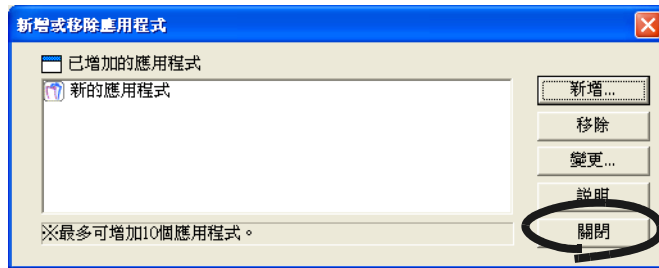 新增或移除應用程式
已增加的應用程式
新的應用程式
新增...
移除
變更...
說明
關閉
※最多可增加10個應用程式。